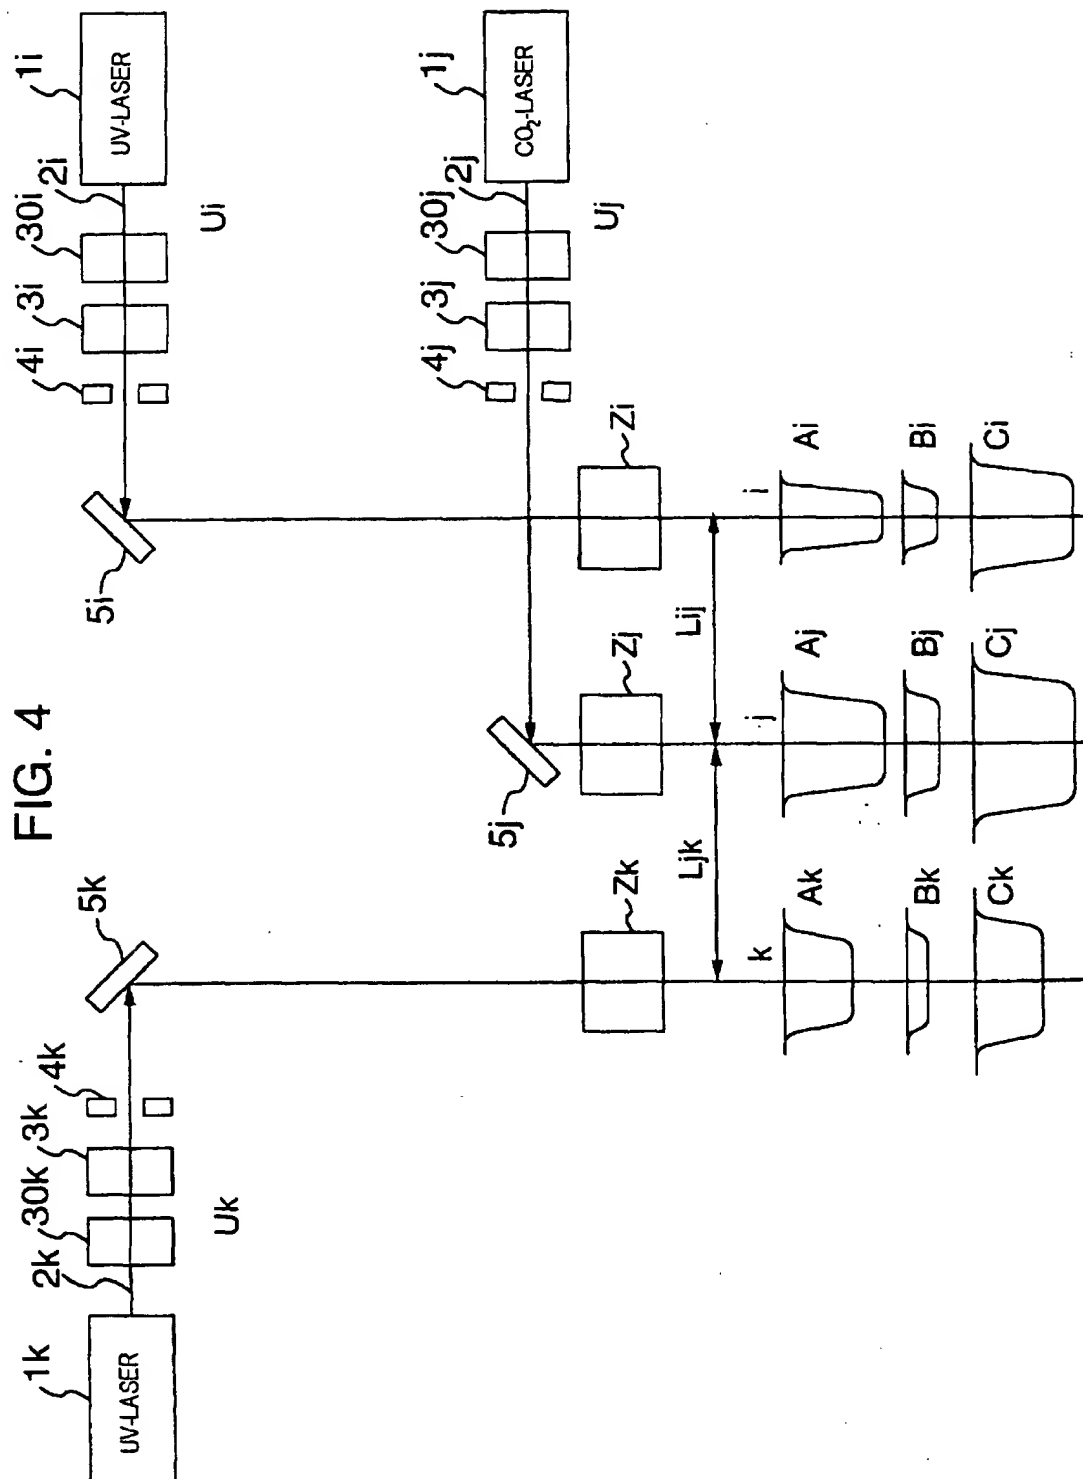 FIG. 4
1i
UV-LASER
2i
30i
3i
4i
5i
Ui
1j
CO₂-LASER
2j
30j
3j
4j
5j
Uj
1k
UV-LASER
2k
30k
3k
4k
5k
Uk
Zk
Zj
Zi
Ljk
Lij
k
j
i
Ak
Aj
Ai
Bk
Bj
Bi
Ck
Cj
Ci